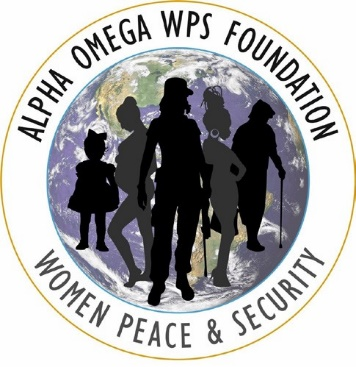 ALPHA OMEGA WPS FOUNDATION
WOMEN PEACE & SECURITY